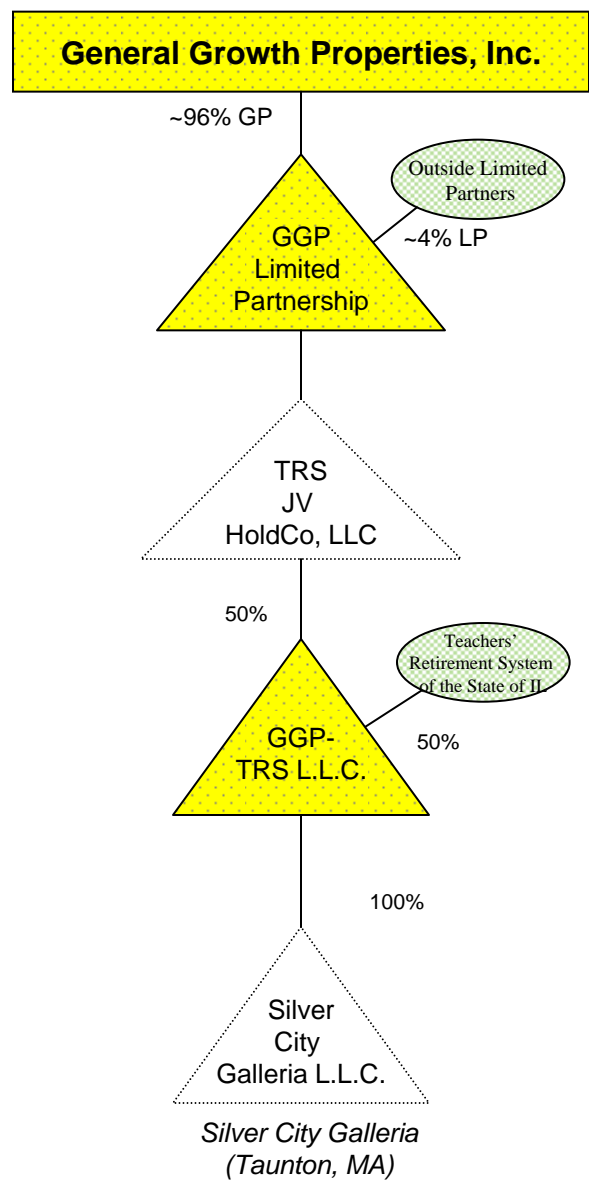 General Growth Properties, Inc.
~96% GP
Outside Limited
Partners
~4% LP
GGP
Limited
Partnership
TRS
JV
HoldCo, LLC
50%
Teachers'
Retirement System
of the State of IL
50%
GGP-
TRS L.L.C.
100%
Silver
City
Galleria L.L.C.
Silver City Galleria
(Taunton, MA)